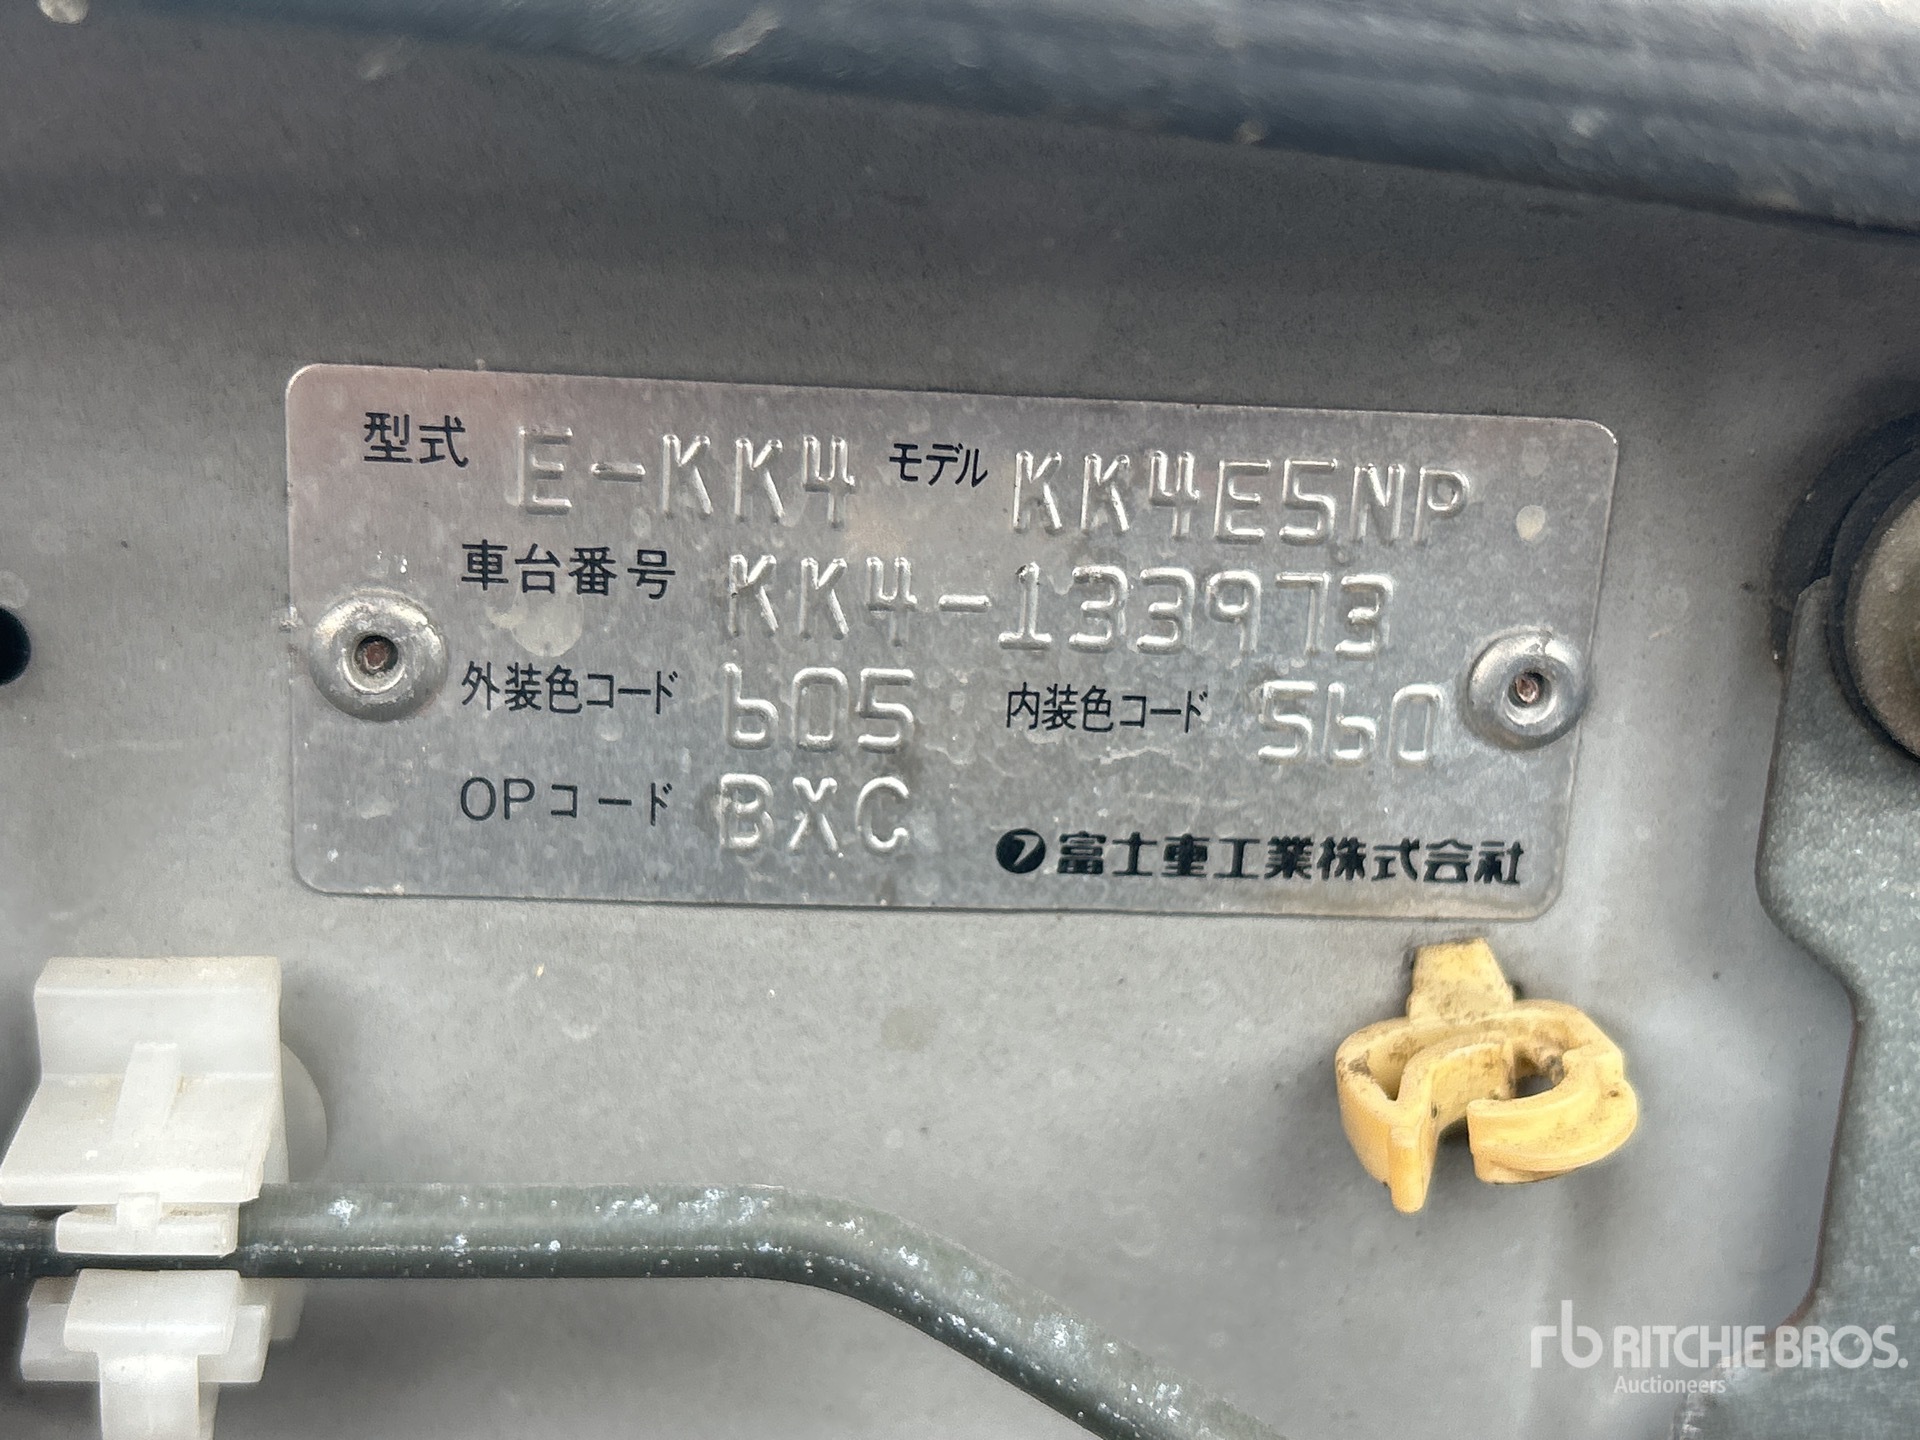 型式 E-KK4 モデル KK4E5NP
車台番号 KK4-133973
外装色コード 605 内装色コード 560
OPコード BXC
フ 富士重工業株式会社
rb RITCHIE BROS.
Auctioneers